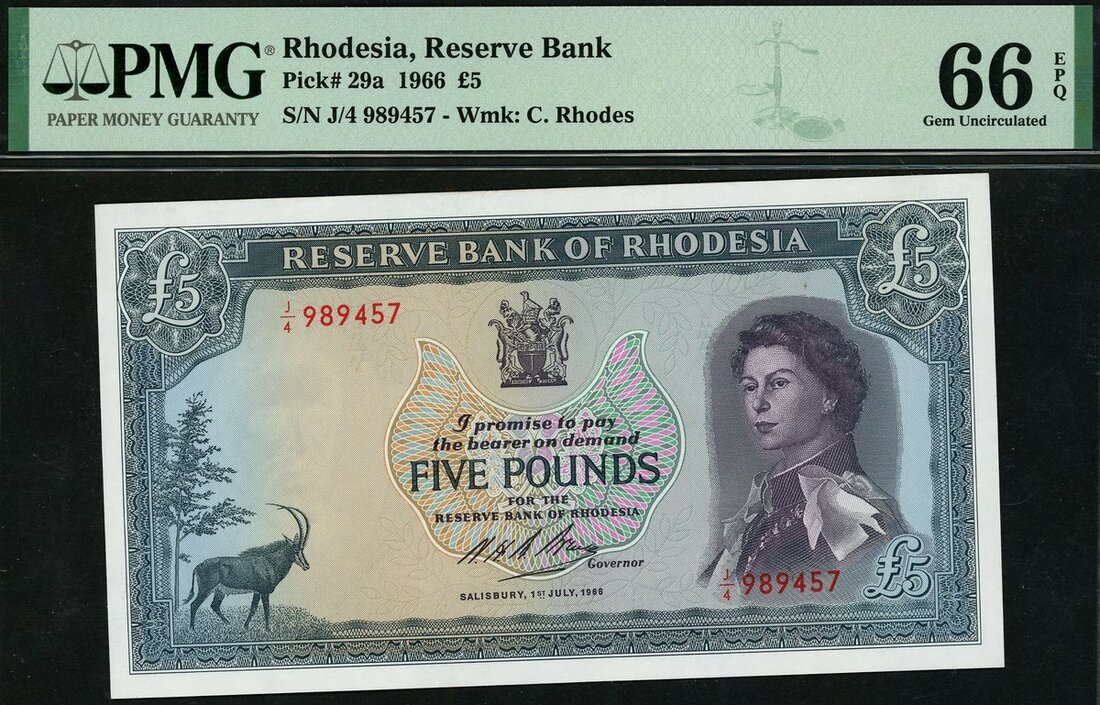 PMG®
PAPER MONEY GUARANTY
Rhodesia, Reserve Bank
Pick# 29a 1966 £5
S/N J/4 989457 - Wmk: C. Rhodes
66
EPQ
Gem Uncirculated
RESERVE BANK OF RHODESIA
£5
£5
J/4 989457
I promise to pay
the bearer on demand
FIVE POUNDS
FOR THE
RESERVE BANK OF RHODESIA
Governor
SALISBURY, 1ST JULY, 1966
J/4 989457
£5